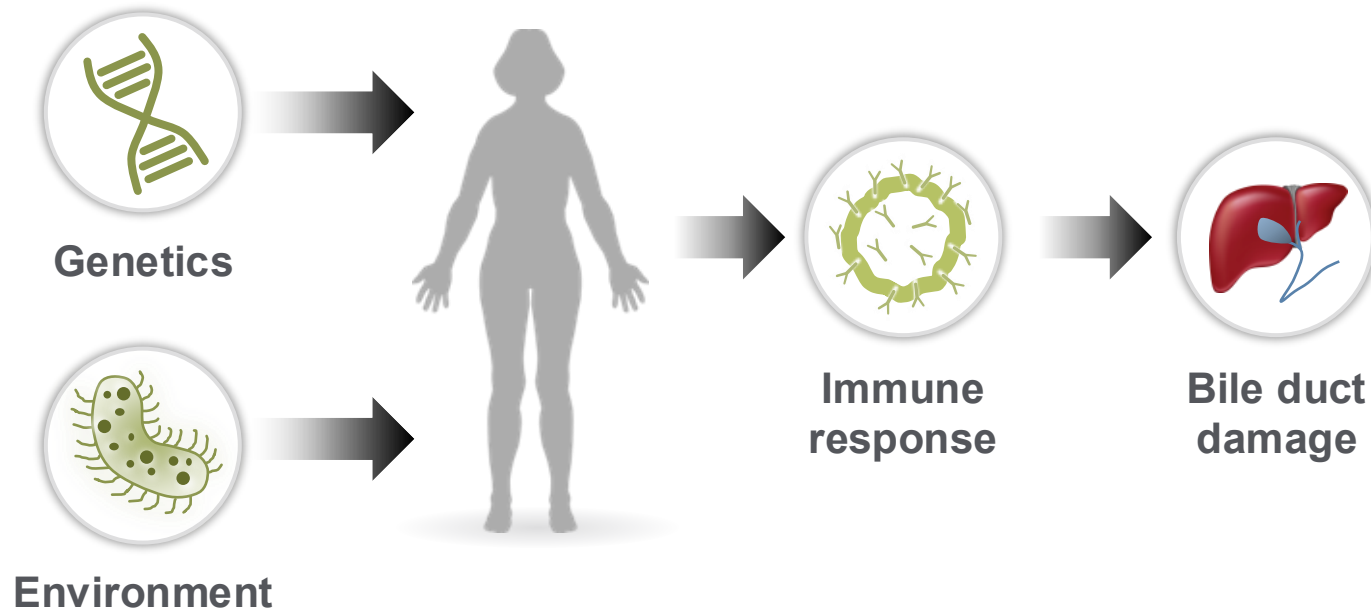 Genetics
Environment
Immune
response
Bile duct
damage